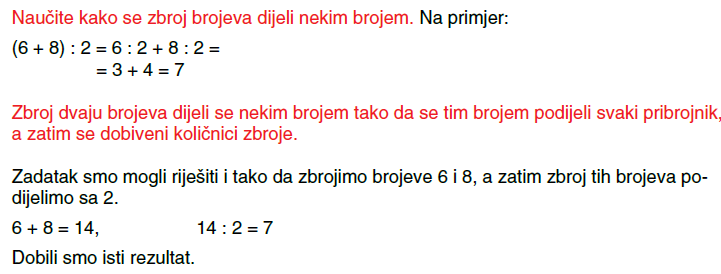 Naučite kako se zbroj brojeva dijeli nekim brojem. Na primjer:
(6 + 8) : 2 = 6 : 2 + 8 : 2 =
= 3 + 4 = 7
Zbroj dvaju brojeva dijeli se nekim brojem tako da se tim brojem podijeli svaki pribrojnik,
a zatim se dobiveni količnici zbroje.
Zadatak smo mogli riješiti i tako da zbrojimo brojeve 6 i 8, a zatim zbroj tih brojeva po-
dijelimo sa 2.
6 + 8 = 14, 14 : 2 = 7
Dobili smo isti rezultat.